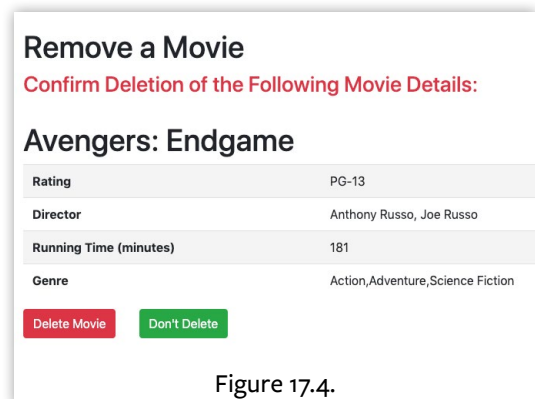 Remove a Movie
Confirm Deletion of the Following Movie Details:
Avengers: Endgame
Rating PG-13
Director Anthony Russo, Joe Russo
Running Time (minutes) 181
Genre Action,Adventure,Science Fiction
Delete Movie Don't Delete
Figure 17.4.